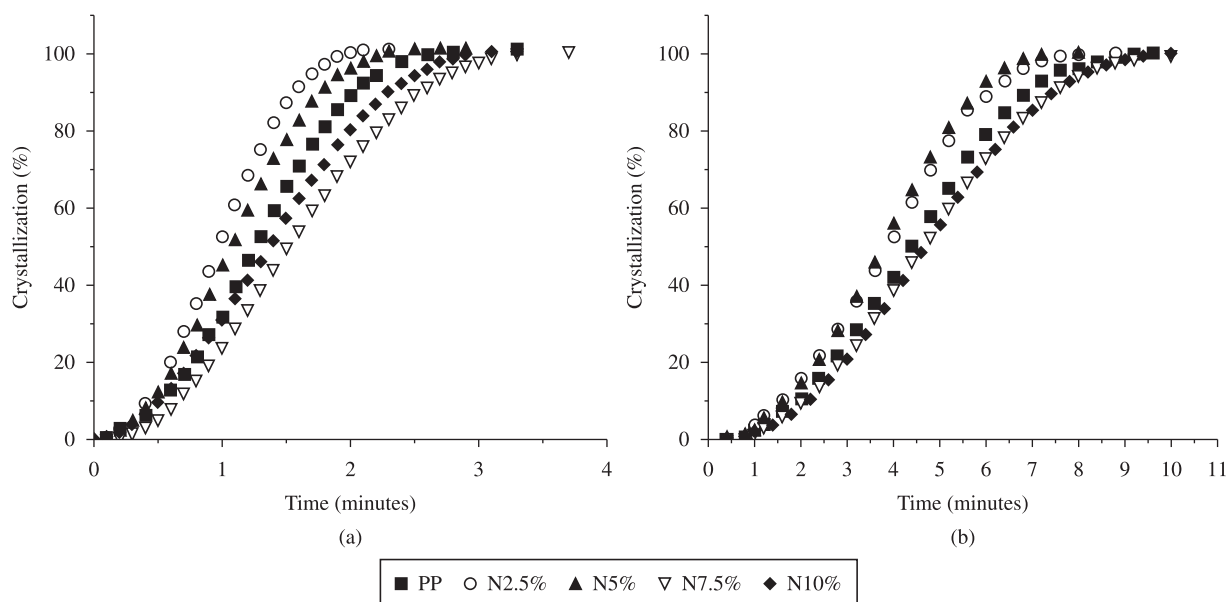 100
80
60
40
20
0
Crystallization (%)
0 1 2 3 4
Time (minutes)
(a)
100
80
60
40
20
0
Crystallization (%)
0 1 2 3 4 5 6 7 8 9 10 11
Time (minutes)
(b)
PP N2.5% N5% N7.5% N10%